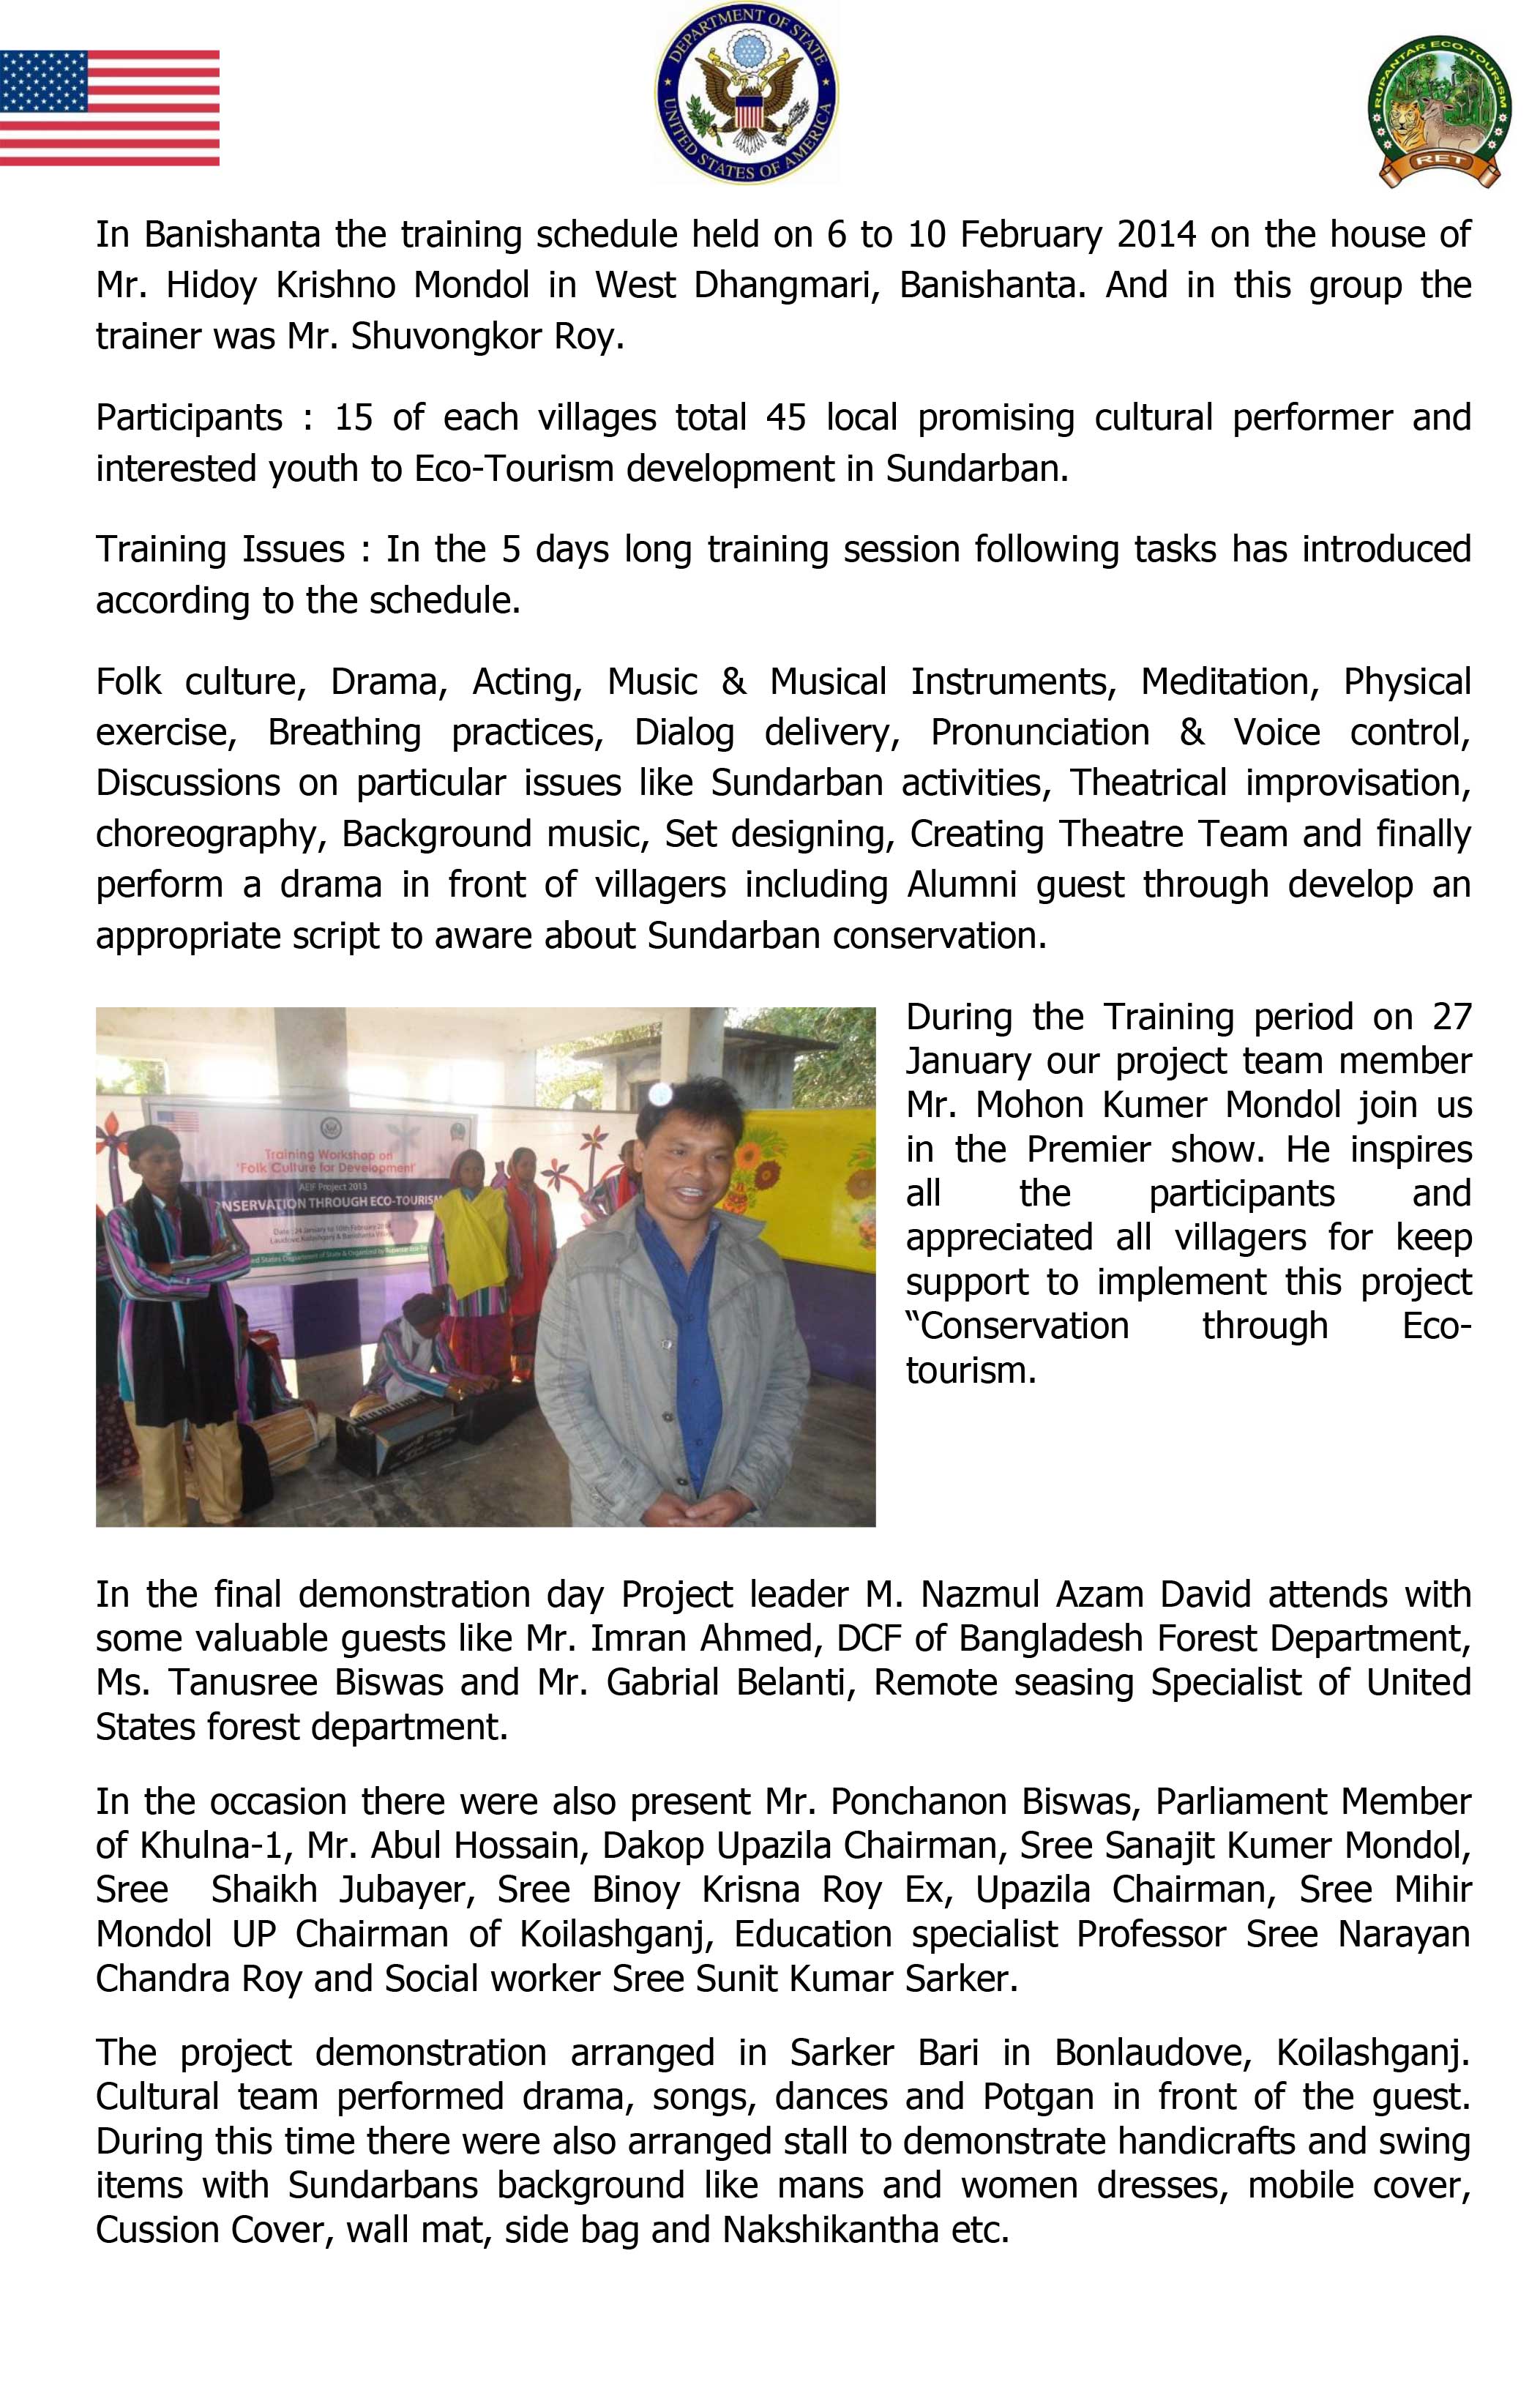 DEPARTMENT OF STATE
UNITED STATES OF AMERICA
RUPANTAR ECO-TOURISM
RET
In Banishanta the training schedule held on 6 to 10 February 2014 on the house of
Mr. Hidoy Krishno Mondol in West Dhangmari, Banishanta. And in this group the
trainer was Mr. Shuvongkor Roy.
Participants : 15 of each villages total 45 local promising cultural performer and
interested youth to Eco-Tourism development in Sundarban.
Training Issues : In the 5 days long training session following tasks has introduced
according to the schedule.
Folk culture, Drama, Acting, Music & Musical Instruments, Meditation, Physical
exercise, Breathing practices, Dialog delivery, Pronunciation & Voice control,
Discussions on particular issues like Sundarban activities, Theatrical improvisation,
choreography, Background music, Set designing, Creating Theatre Team and finally
perform a drama in front of villagers including Alumni guest through develop an
appropriate script to aware about Sundarban conservation.
Training Workshop on
'Folk Culture for Development'
AEIF Project 2013
NSERVATION THROUGH ECO-TOURISM
Date : 24 January to 10th February
During the Training period on 27
January our project team member
Mr. Mohon Kumer Mondol join us
in the Premier show. He inspires
all the participants and
appreciated all villagers for keep
support to implement this project
“Conservation through Eco-
tourism.
In the final demonstration day Project leader M. Nazmul Azam David attends with
some valuable guests like Mr. Imran Ahmed, DCF of Bangladesh Forest Department,
Ms. Tanusree Biswas and Mr. Gabrial Belanti, Remote seasing Specialist of United
States forest department.
In the occasion there were also present Mr. Ponchanon Biswas, Parliament Member
of Khulna-1, Mr. Abul Hossain, Dakop Upazila Chairman, Sree Sanajit Kumer Mondol,
Sree Shaikh Jubayer, Sree Binoy Krisna Roy Ex, Upazila Chairman, Sree Mihir
Mondol UP Chairman of Koilashganj, Education specialist Professor Sree Narayan
Chandra Roy and Social worker Sree Sunit Kumar Sarker.
The project demonstration arranged in Sarker Bari in Bonlaudove, Koilashganj.
Cultural team performed drama, songs, dances and Potgan in front of the guest.
During this time there were also arranged stall to demonstrate handicrafts and swing
items with Sundarbans background like mans and women dresses, mobile cover,
Cussion Cover, wall mat, side bag and Nakshikantha etc.